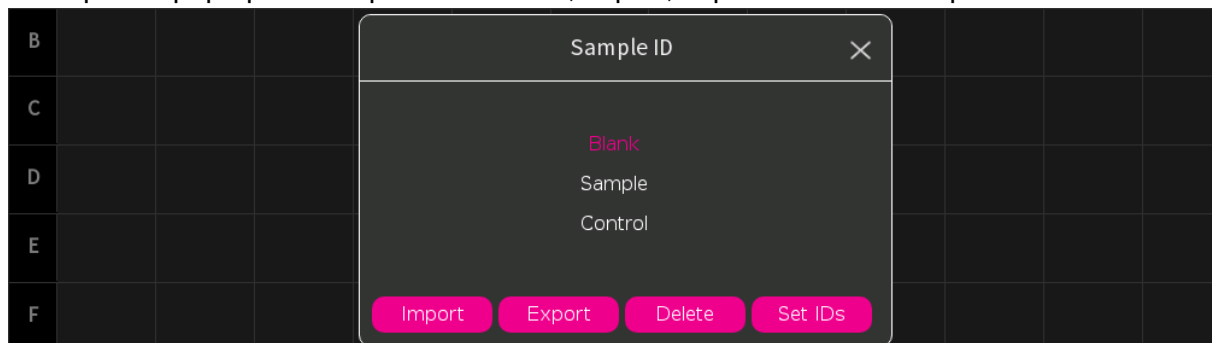 B
Sample ID
C
Blank
D
Sample
Control
E
F
Import Export Delete Set IDs